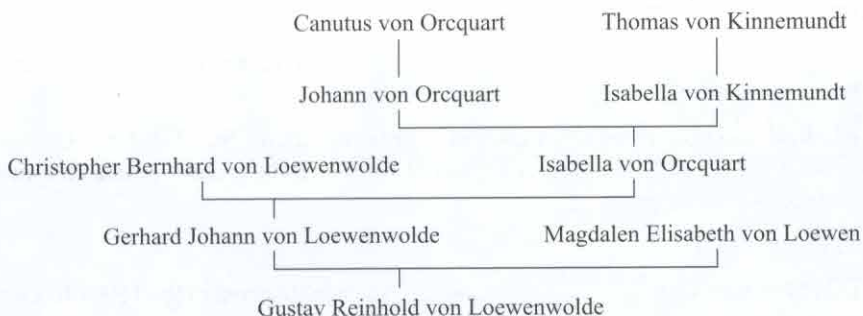 Canutus von Orcquart Thomas von Kinnemundt
Johann von Orcquart Isabella von Kinnemundt
Christopher Bernhard von Loewenwolde Isabella von Orcquart
Gerhard Johann von Loewenwolde Magdalen Elisabeth von Loewen
Gustav Reinhold von Loewenwolde